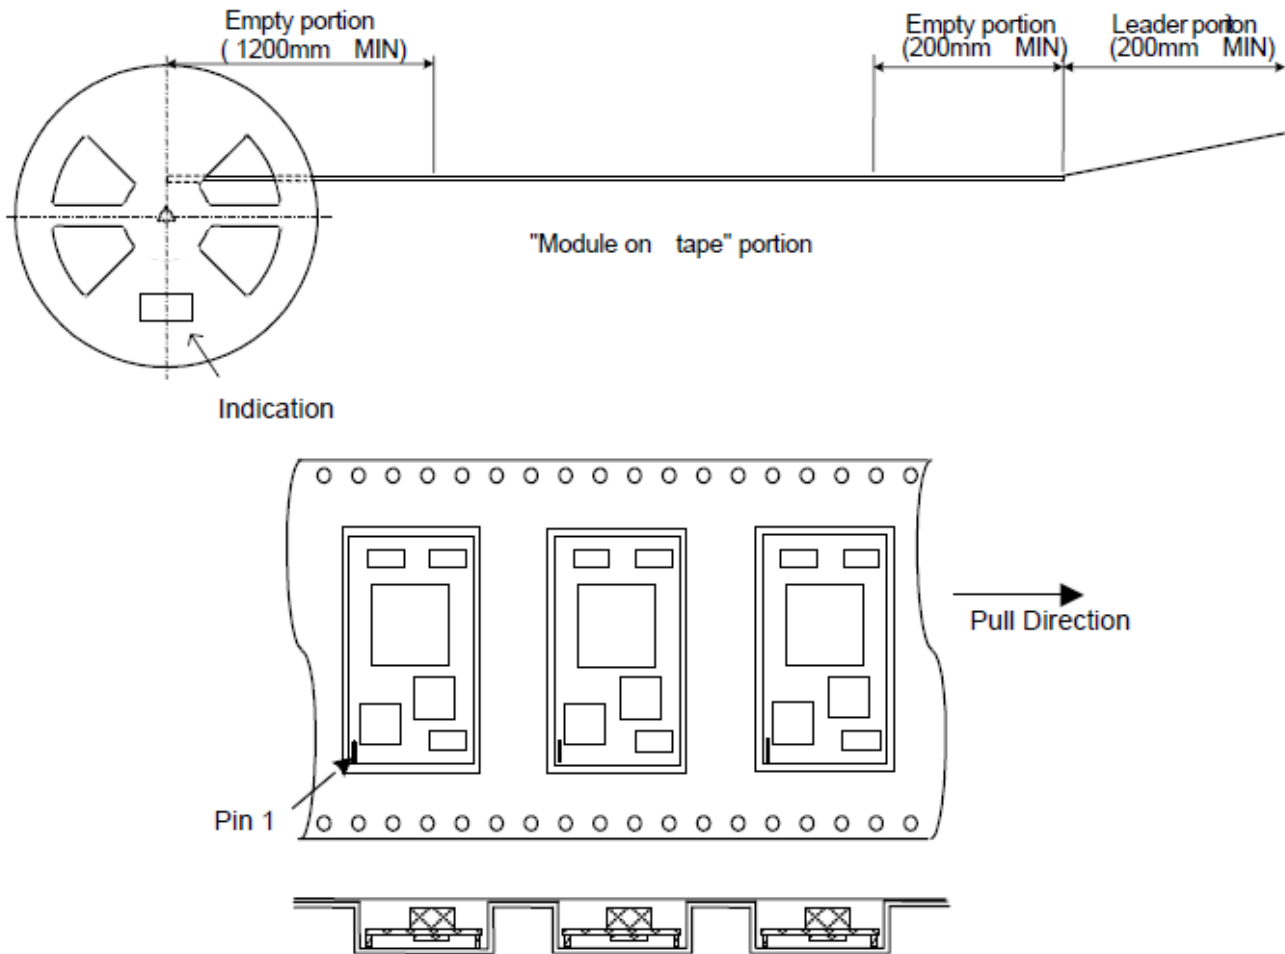 Empty portion
( 1200mm MIN)
Empty portion
(200mm MIN)
Leader portion
(200mm MIN)
"Module on tape" portion
Indication
Pull Direction
Pin 1